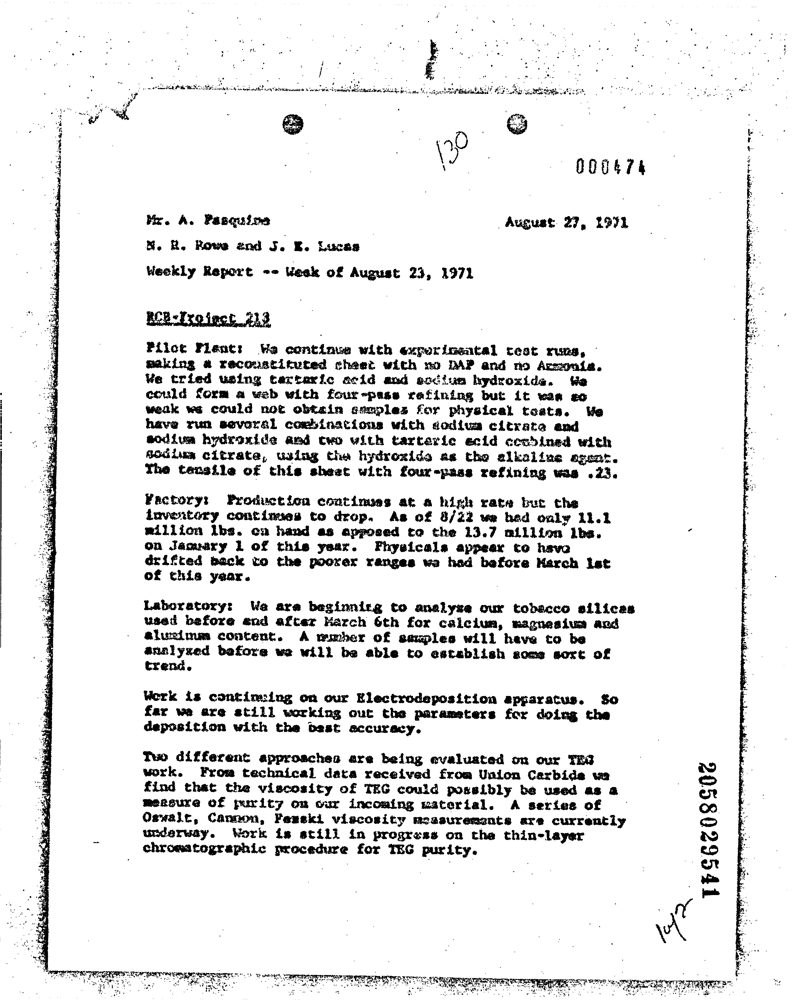 130
000474
Mr. A. Pasquine
August 27, 1971
N. R. Rowe and J. E. Lucas
Weekly Report -- Week of August 23, 1971
RCB-Project 213
Pilot Plant: We continue with experimental test runs,
making a reconstituted sheet with no DAP and no Ammonia.
We tried using tartaric acid and sodium hydroxide. We
could form a web with four-pass refining but it was so
weak we could not obtain samples for physical tests. We
have run several combinations with sodium citrate and
sodium hydroxide and two with tartaric acid combined with
sodium citrate, using the hydroxide as the alkaline agent.
The tensile of this sheet with four-pass refining was .23.
Factory: Production continues at a high rate but the
inventory continues to drop. As of 8/22 we had only 11.1
million lbs. on hand as apposed to the 13.7 million lbs.
on January 1 of this year. Physicals appear to have
drifted back to the poorer ranges we had before March 1st
of this year.
Laboratory: We are beginning to analyze our tobacco silicas
used before and after March 6th for calcium, magnesium and
aluminum content. A number of samples will have to be
analyzed before we will be able to establish some sort of
trend.
Work is continuing on our Electrodeposition apparatus. So
far we are still working out the parameters for doing the
deposition with the best accuracy.
Two different approaches are being evaluated on our TEG
work. From technical data received from Union Carbide we
find that the viscosity of TEG could possibly be used as a
measure of purity on our incoming material. A series of
Oswalt, Cannon, Fenski viscosity measurements are currently
underway. Work is still in progress on the thin-layer
chromatographic procedure for TEG purity.
2058029541
1 of 2